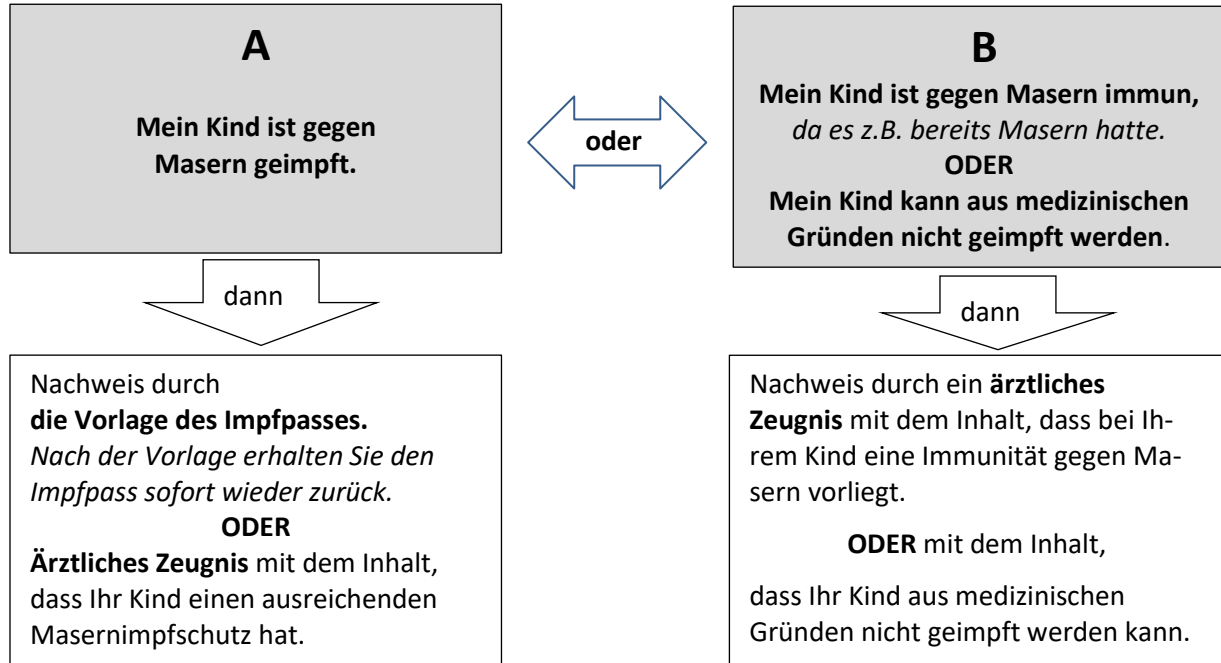 A
Mein Kind ist gegen
Masern geimpft.
oder
B
Mein Kind ist gegen Masern immun,
da es z.B. bereits Masern hatte.
ODER
Mein Kind kann aus medizinischen
Gründen nicht geimpft werden.
dann
dann
Nachweis durch
die Vorlage des Impfpasses.
Nach der Vorlage erhalten Sie den
Impfpass sofort wieder zurück.
ODER
Ärztliches Zeugnis mit dem Inhalt,
dass Ihr Kind einen ausreichenden
Masernimpfschutz hat.
Nachweis durch ein ärztliches
Zeugnis mit dem Inhalt, dass bei Ih-
rem Kind eine Immunität gegen Ma-
sern vorliegt.
ODER mit dem Inhalt,
dass Ihr Kind aus medizinischen
Gründen nicht geimpft werden kann.